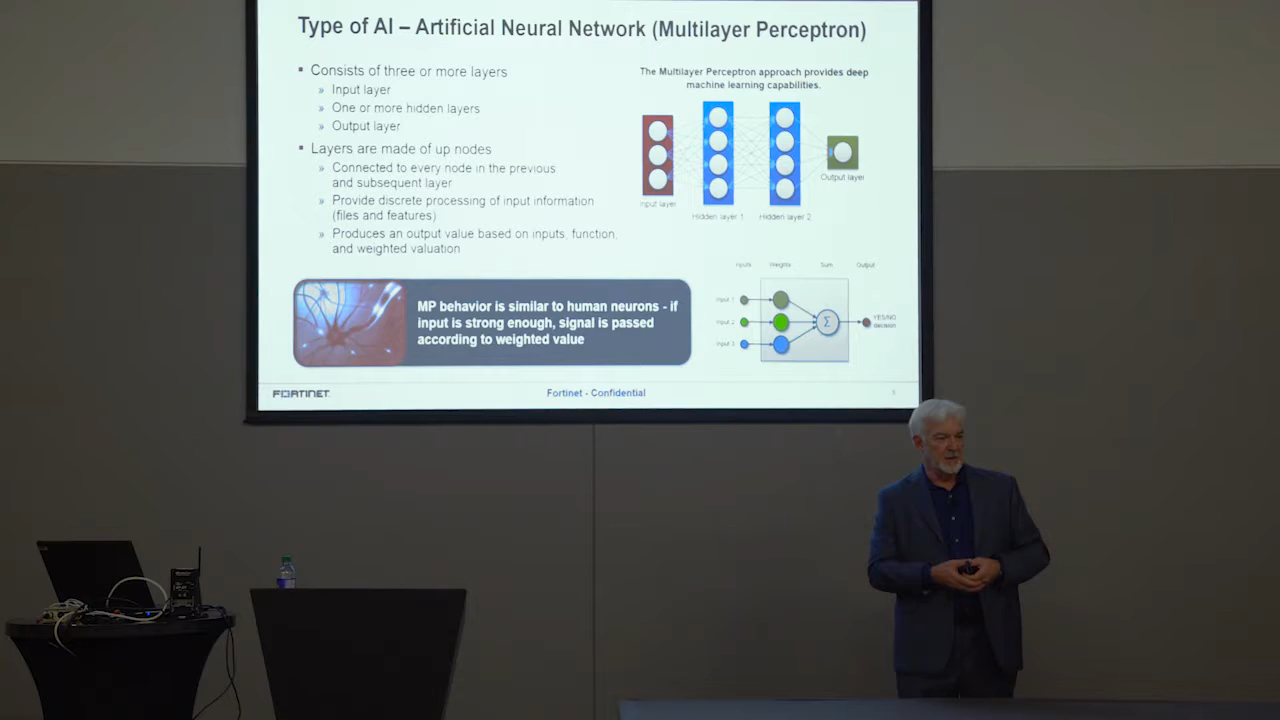 Type of AI – Artificial Neural Network (Multilayer Perceptron)
Consists of three or more layers
» Input layer
» One or more hidden layers
» Output layer
Layers are made of up nodes
» Connected to every node in the previous
and subsequent layer
» Provide discrete processing of input information
(files and features)
» Produces an output value based on inputs, function,
and weighted valuation
The Multilayer Perceptron approach provides deep
machine learning capabilities.
Input layer
Hidden layer 1
Hidden layer 2
Output layer
MP behavior is similar to human neurons - if
input is strong enough, signal is passed
according to weighted value
Inputs Weights Sum Output
Input 1
Input 2
Input 3
Σ
YES/NO
decision
FORTINET
Fortinet - Confidential